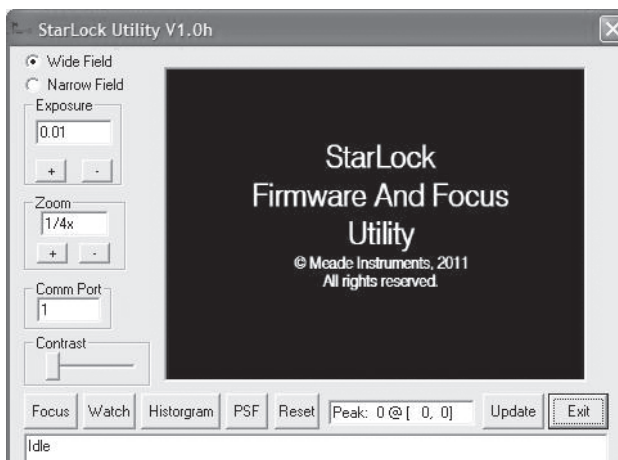 StarLock Utility V1.0h
Wide Field
Narrow Field
Exposure
0.01
+ -
Zoom
1/4x
+ -
Comm Port
1
Contrast
StarLock
Firmware And Focus
Utility
© Meade Instruments, 2011
All rights reserved.
Focus Watch Historgram PSF Reset Peak: 0 @ [ 0, 0] Update Exit
Idle